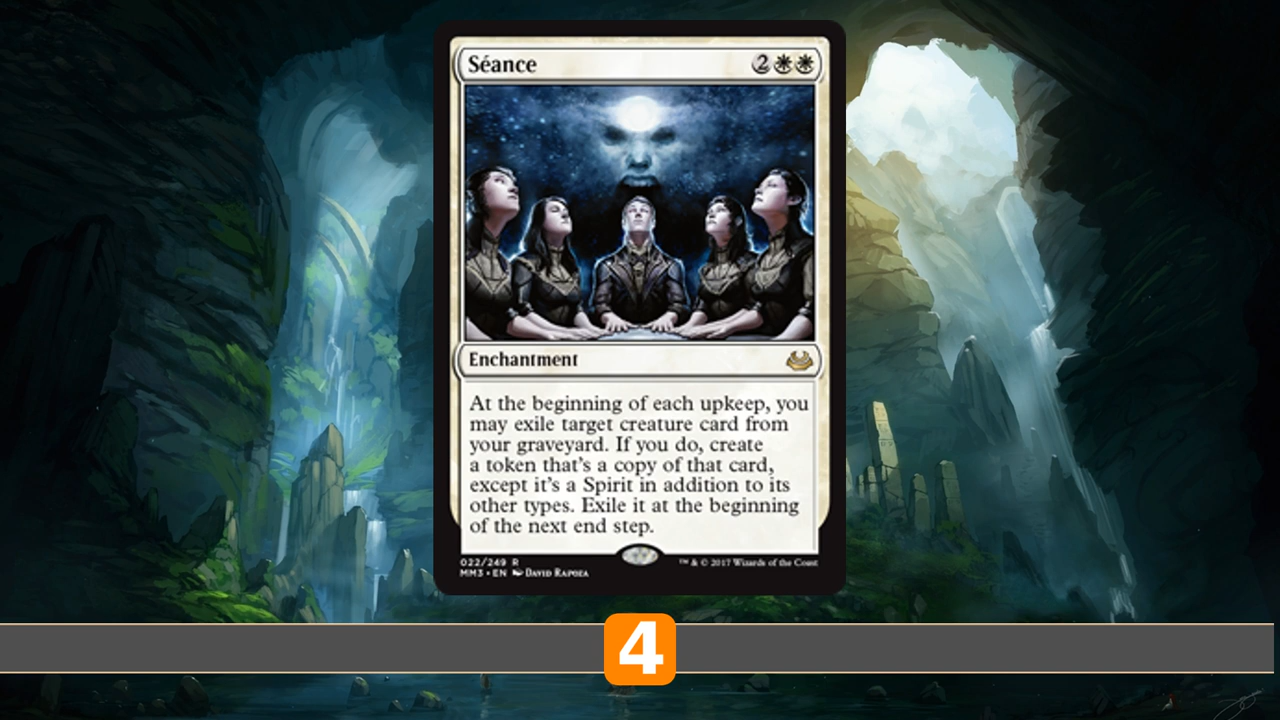 Séance 2
Enchantment
At the beginning of each upkeep, you
may exile target creature card from
your graveyard. If you do, create
a token that's a copy of that card,
except it's a Spirit in addition to its
other types. Exile it at the beginning
of the next end step.
022/249 R
MM3 • EN DAVID RAPOZA
™ & © 2017 Wizards of the Coast
4